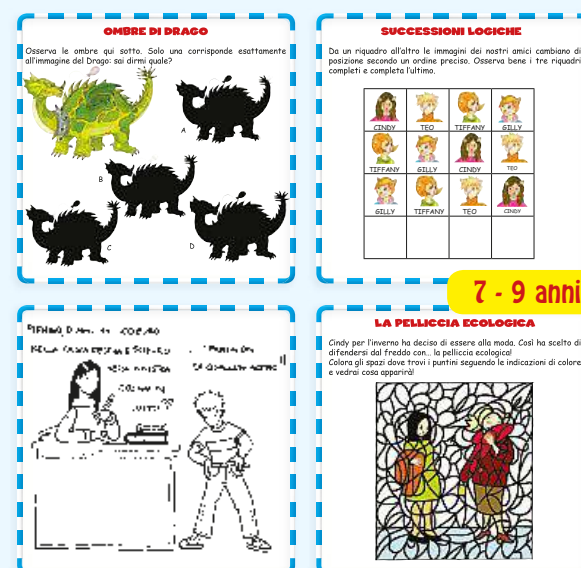 OMBRE DI DRAGO
Osserva le ombre qui sotto. Solo una corrisponde esattamente
all'immagine del Drago: sai dirmi quale?
A
B
C
D
SUCCESSIONI LOGICHE
Da un riquadro all'altro le immagini dei nostri amici cambiano di
posizione secondo un ordine preciso. Osserva bene i tre riquadri
completi e completa l'ultimo.
CINDY TEO TIFFANY GILLY
TIFFANY GILLY CINDY TEO
GILLY TIFFANY TEO CINDY
7 - 9 anni
LA PELLICCIA ECOLOGICA
Cindy per l'inverno ha deciso di essere alla moda. Così ha scelto di
difendersi dal freddo con... la pelliccia ecologica!
Colora gli spazi dove trovi i puntini seguendo le indicazioni di colore
e vedrai cosa apparirà!